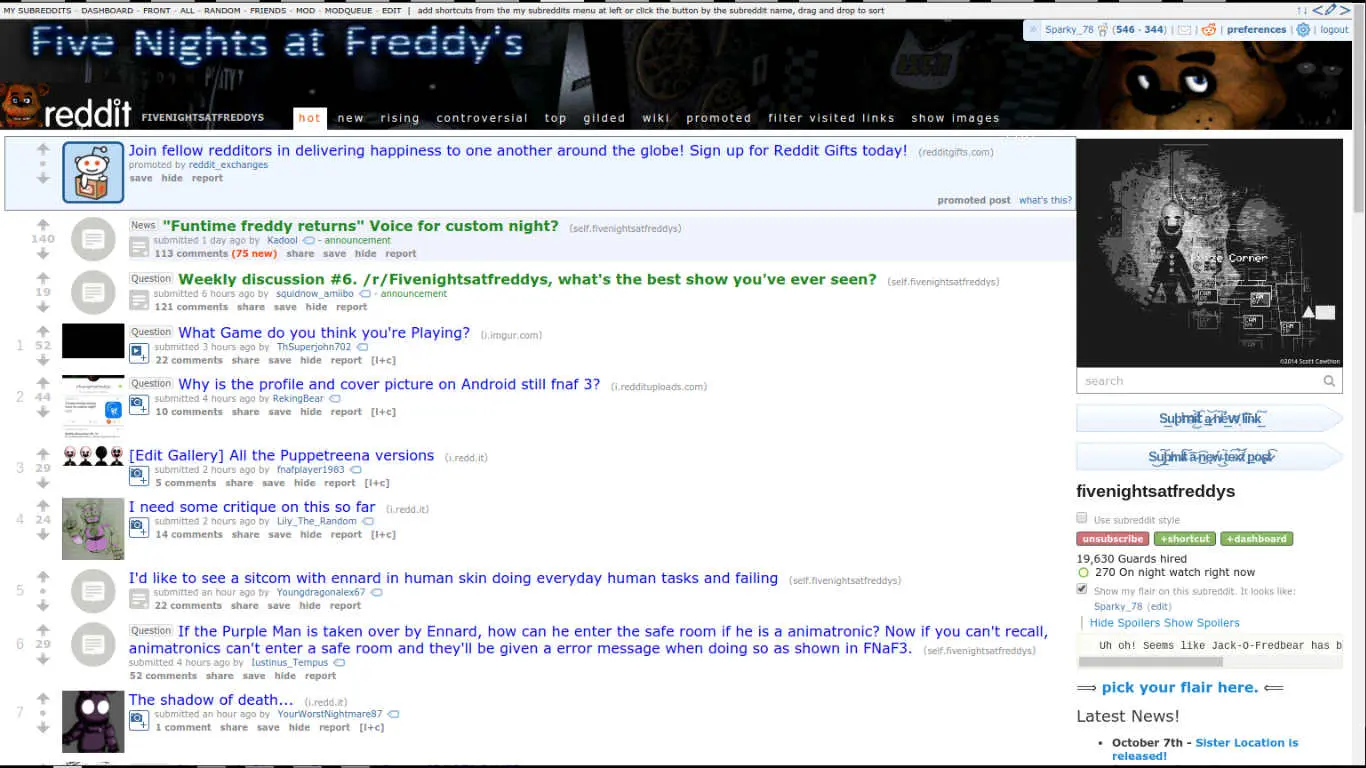 MY SUBREDDITS - DASHBOARD - FRONT - ALL - RANDOM - FRIENDS - MOD - MODQUEUE - EDIT | add shortcuts from the my subreddits menu at left or click the button by the subreddit name, drag and drop to sort
Five Nights at Freddy's
Sparky_78 (546 · 344) | | | preferences | | logout
reddit FIVENIGHTSATFREDDYS hot new rising controversial top gilded wiki promoted filter visited links show images
Join fellow redditors in delivering happiness to one another around the globe! Sign up for Reddit Gifts today! (redditgifts.com)
promoted by reddit_exchanges
save hide report
promoted post what's this?
News "Funtime freddy returns" Voice for custom night? (self.fivenightsatfreddys)
140
submitted 1 day ago by Kadool - announcement
113 comments (75 new) share save hide report
Question Weekly discussion #6. /r/Fivenightsatfreddys, what's the best show you've ever seen? (self.fivenightsatfreddys)
19
submitted 6 hours ago by squidnow_amiibo - announcement
121 comments share save hide report
Question What Game do you think you're Playing? (i.imgur.com)
1 52
submitted 3 hours ago by ThSuperjohn702
22 comments share save hide report [l+c]
Question Why is the profile and cover picture on Android still fnaf 3? (i.redduploads.com)
2 44
submitted 4 hours ago by RekingBear
10 comments share save hide report [l+c]
[Edit Gallery] All the Puppetreena versions (i.redd.it)
3 29
submitted 2 hours ago by fnafplayer1983
5 comments share save hide report [l+c]
I need some critique on this so far (i.redd.it)
4 24
submitted 2 hours ago by Lily_The_Random
14 comments share save hide report [l+c]
I'd like to see a sitcom with ennard in human skin doing everyday human tasks and failing (self.fivenightsatfreddys)
5 •
submitted an hour ago by Youngdragonalex67
22 comments share save hide report
Question If the Purple Man is taken over by Ennard, how can he enter the safe room if he is a animatronic? Now if you can't recall,
6 29
animatronics can't enter a safe room and they'll be given a error message when doing so as shown in FNaF3. (self.fivenightsatfreddys)
submitted 4 hours ago by Iustinus_Tempus
52 comments share save hide report
The shadow of death... (i.redd.it)
7 •
submitted an hour ago by YourWorstNightmare87
1 comment share save hide report [l+c]
Prize Corner
©2014 Scott Cawthon
search
Submit a new link
Submit a new text post
fivenightsatfreddys
Use subreddit style
unsubscribe +shortcut +dashboard
19,630 Guards hired
270 On night watch right now
Show my flair on this subreddit. It looks like:
Sparky_78 (edit)
Hide Spoilers Show Spoilers
Uh oh! Seems like Jack-O-Fredbear has b
==> pick your flair here. <==
Latest News!
• October 7th - Sister Location is
released!